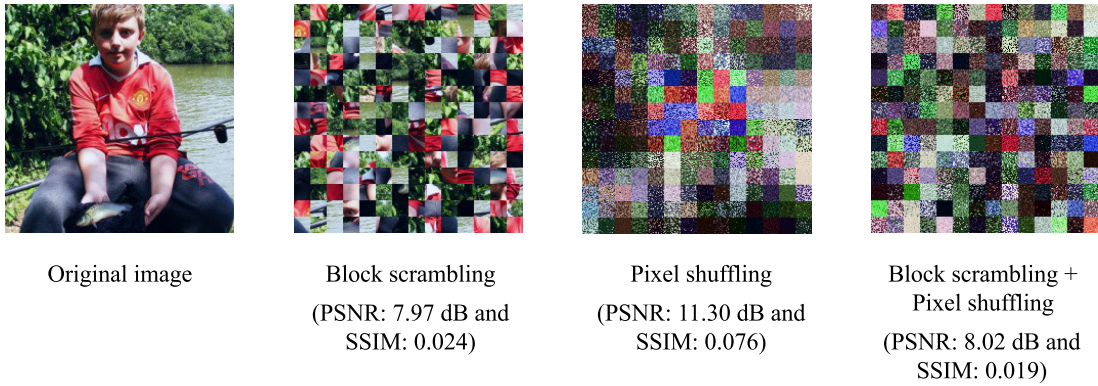 Original image
Block scrambling
(PSNR: 7.97 dB and
SSIM: 0.024)
Pixel shuffling
(PSNR: 11.30 dB and
SSIM: 0.076)
Block scrambling +
Pixel shuffling
(PSNR: 8.02 dB and
SSIM: 0.019)